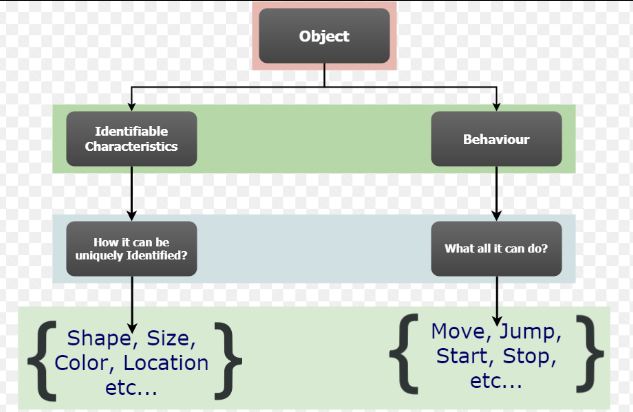 Object
Identifiable
Characteristics
Behaviour
How it can be
uniquely Identified?
What all it can do?
{ Shape, Size, }
Color, Location
etc...
{ Move, Jump, }
Start, Stop,
etc...